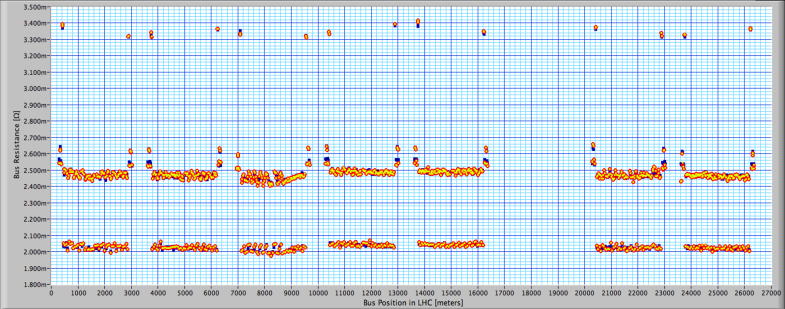 3.500m
3.400m
3.300m
3.200m
3.100m
3.000m
2.900m
2.800m
2.700m
2.600m
2.500m
2.400m
2.300m
2.200m
2.100m
2.000m
1.900m
1.800m
Bus Resistance [Ω]
0 1000 2000 3000 4000 5000 6000 7000 8000 9000 10000 11000 12000 13000 14000 15000 16000 17000 18000 19000 20000 21000 22000 23000 24000 25000 26000 27000
Bus Position in LHC [meters]